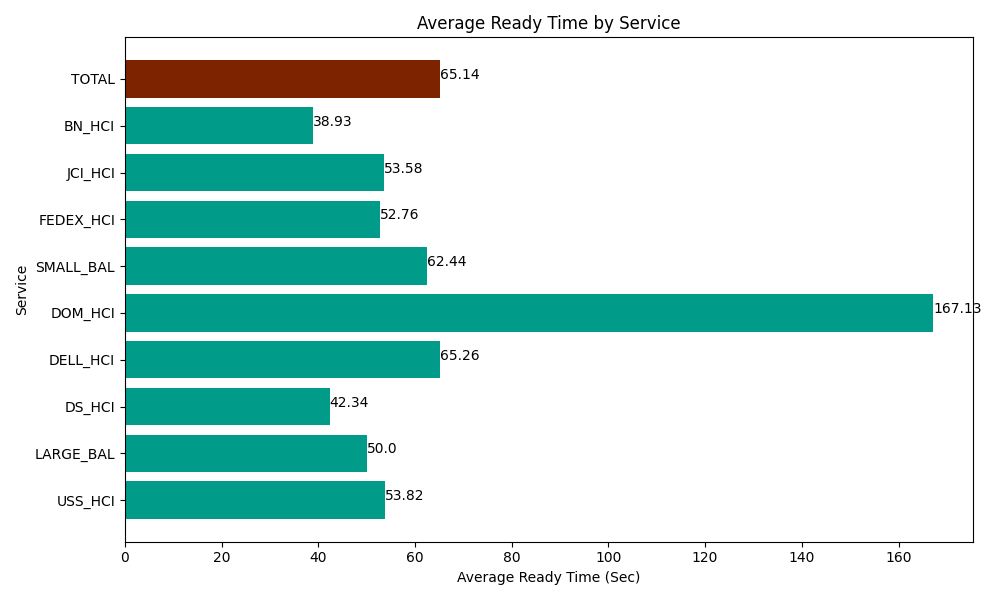 Average Ready Time by Service
TOTAL 65.14
BN_HCI 38.93
JCI_HCI 53.58
FEDEX_HCI 52.76
SMALL_BAL 62.44
DOM_HCI 167.13
DELL_HCI 65.26
DS_HCI 42.34
LARGE_BAL 50.0
USS_HCI 53.82
Service
0 20 40 60 80 100 120 140 160
Average Ready Time (Sec)